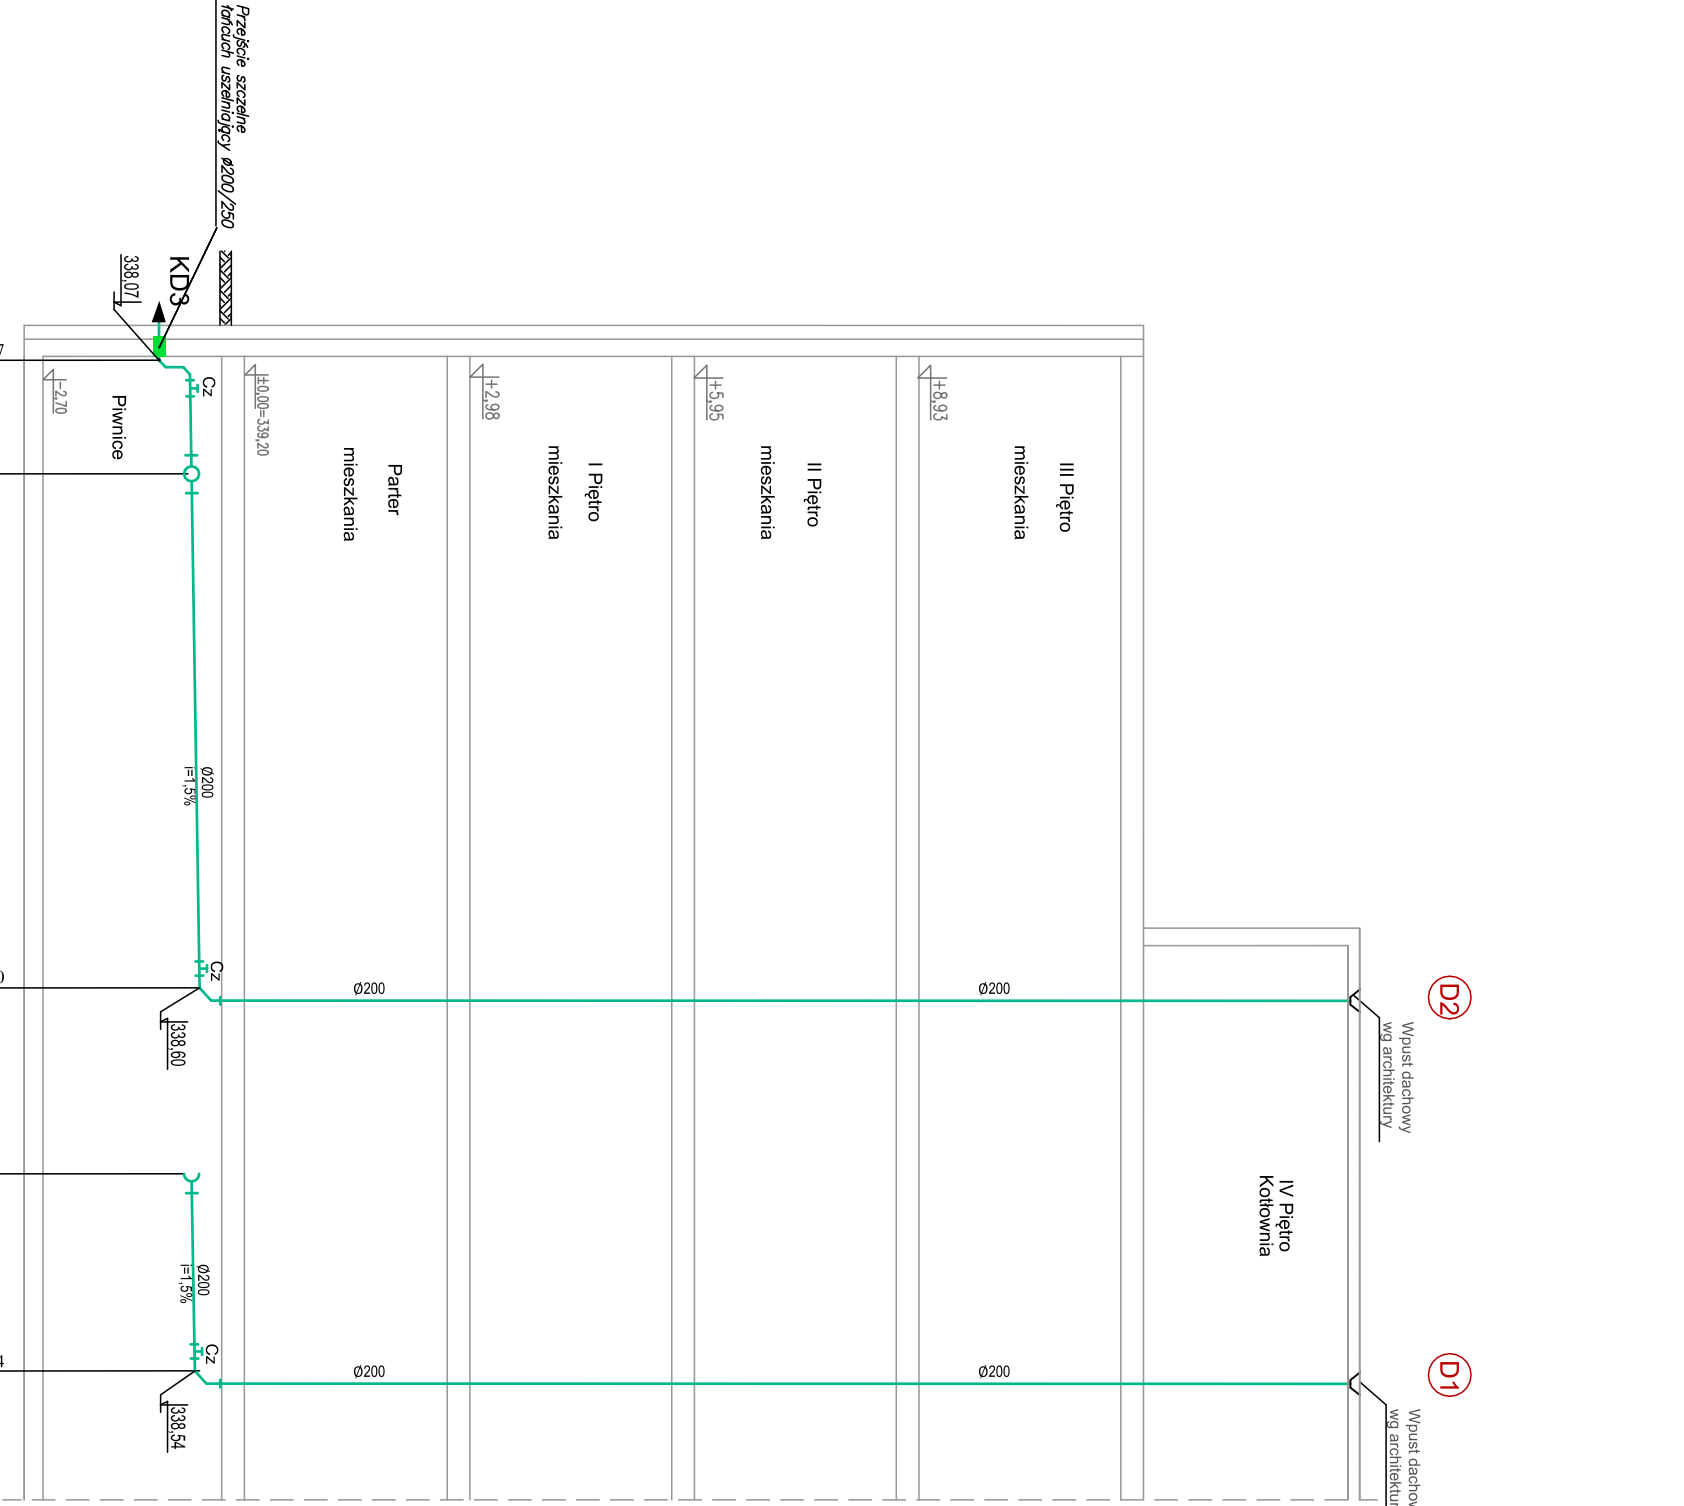 D2
D1
Wpust dachowy
wg architektury
IV Piętro
Kotłownia
III Piętro
mieszkania
+8,93
Ø200
Ø200
II Piętro
mieszkania
+5,95
I Piętro
mieszkania
+2,98
Parter
mieszkania
Ø200
Ø200
±0,00=339,20
Przejście szczelne
łańcuch uszelniający ø200/250
KD3
338,07
Cz
Ø200
i=1,5%
Cz
338,60
Ø200
i=1,5%
Cz
338,54
Piwnice
-2,70